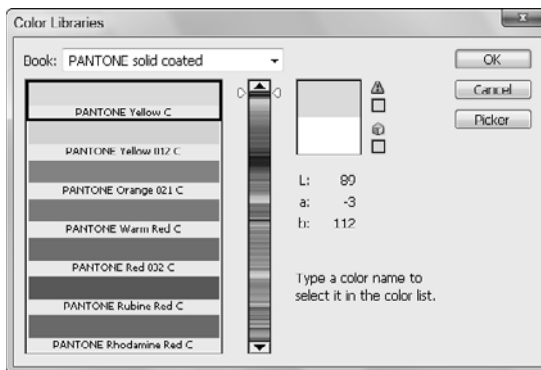 Color Libraries
x
Book: PANTONE solid coated
OK
Cancel
Picker
PANTONE Yellow C
PANTONE Yellow 012 C
PANTONE Orange 021 C
PANTONE Warm Red C
PANTONE Red 032 C
PANTONE Rubine Red C
PANTONE Rhodamine Red C
L: 89
a: -3
b: 112
Type a color name to
select it in the color list.